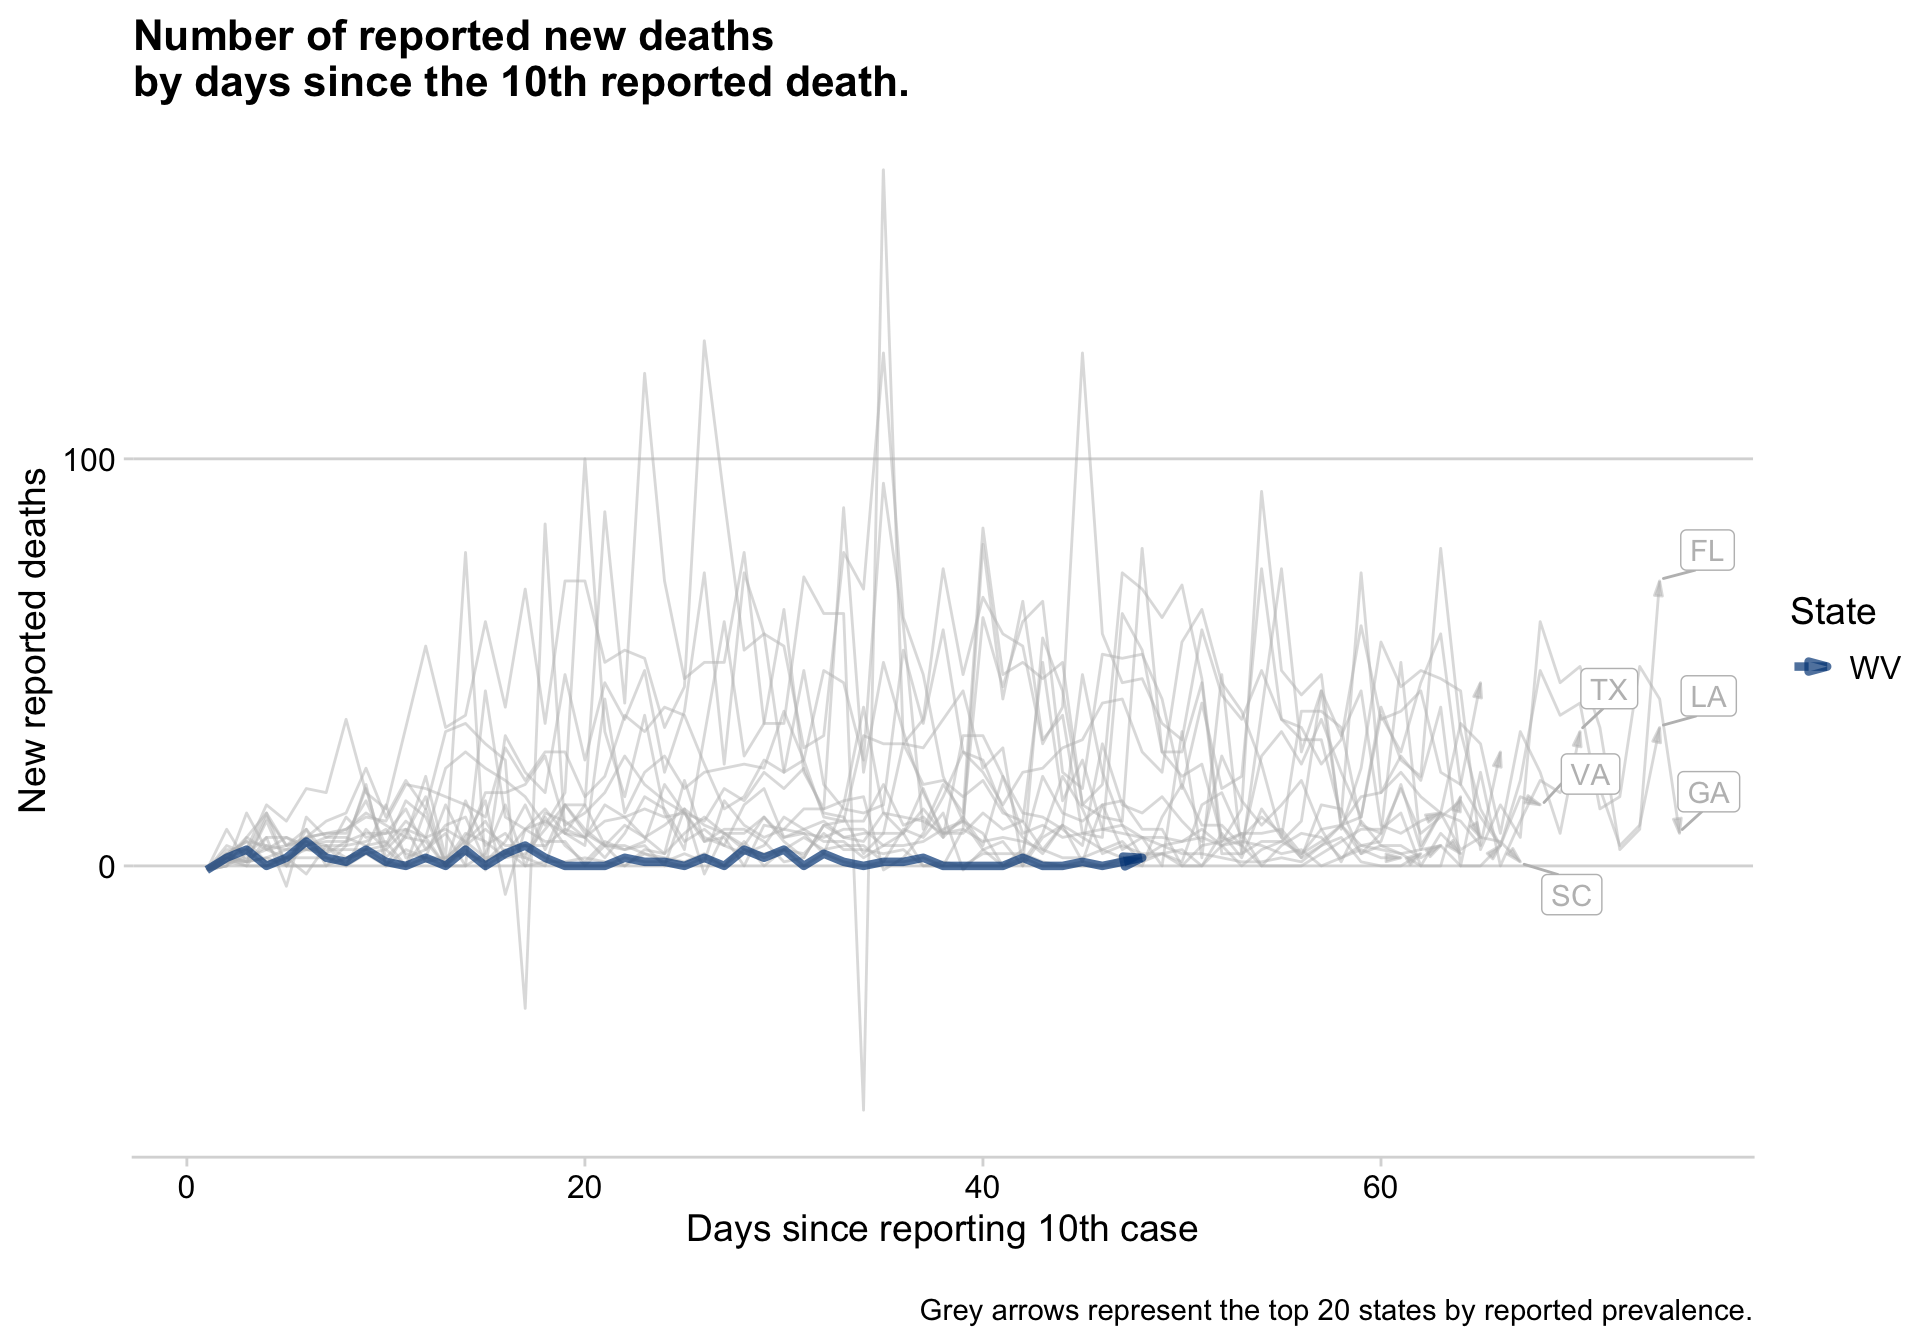 Number of reported new deaths
by days since the 10th reported death.
New reported deaths
100
0
FL
TX
LA
VA
GA
SC
State
WV
0
20
40
60
Days since reporting 10th case
Grey arrows represent the top 20 states by reported prevalence.